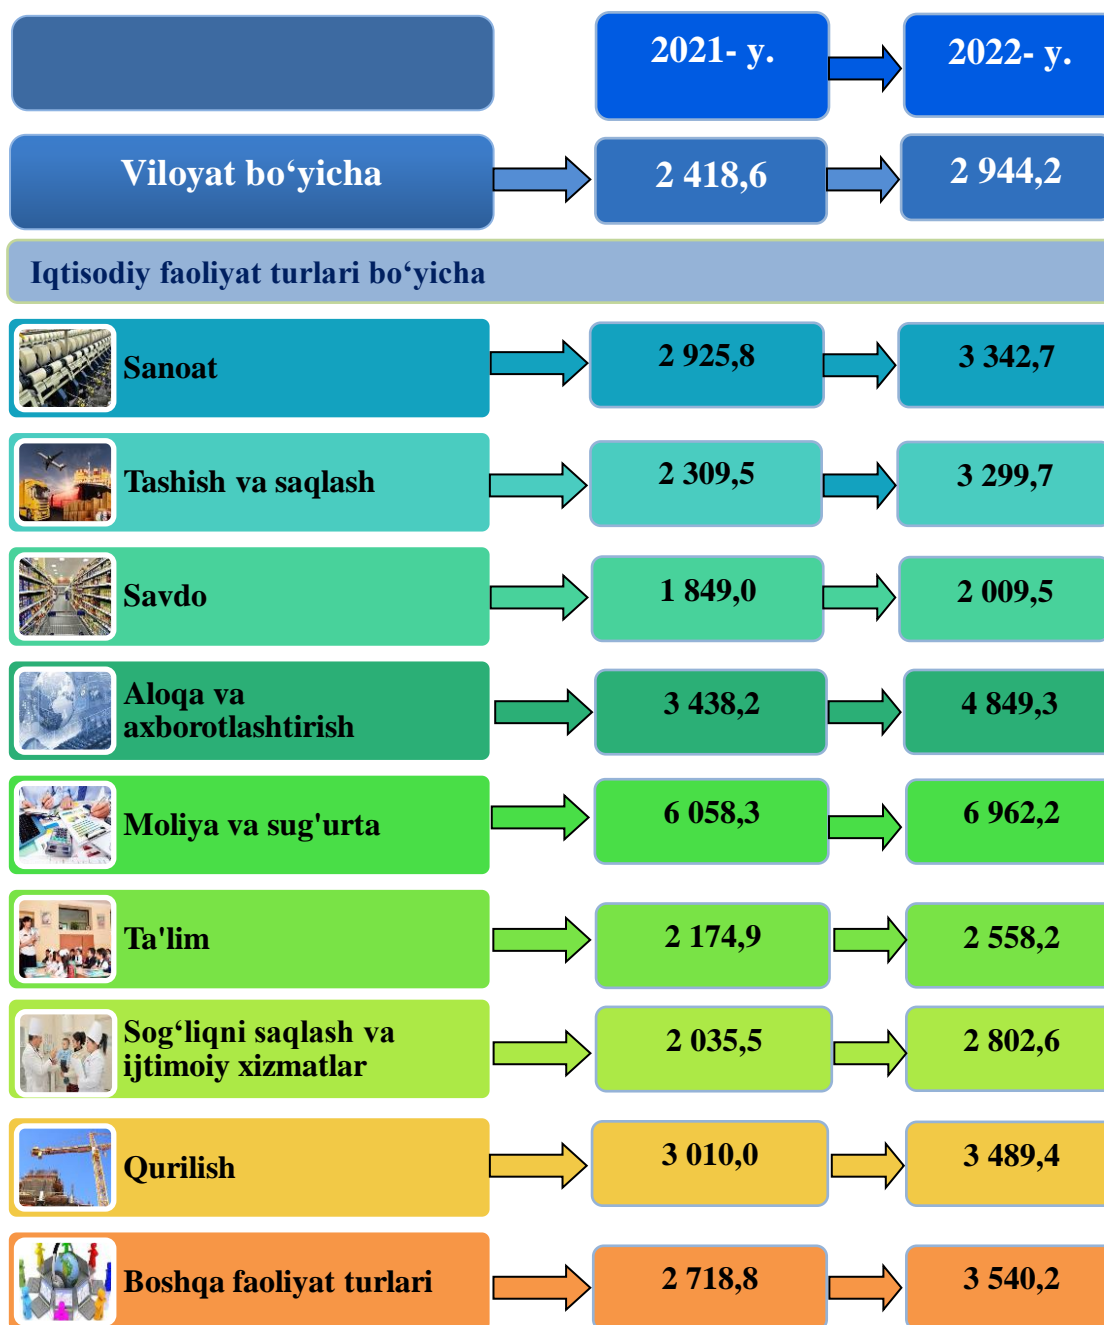 2021- y.
2022- y.
Viloyat bo‘yicha
2 418,6
2 944,2
Iqtisodiy faoliyat turlari bo‘yicha
Sanoat
2 925,8
3 342,7
Tashish va saqlash
2 309,5
3 299,7
Savdo
1 849,0
2 009,5
Aloqa va
axborotlashtirish
3 438,2
4 849,3
Moliya va sug'urta
6 058,3
6 962,2
Ta'lim
2 174,9
2 558,2
Sog‘liqni saqlash va
ijtimoiy xizmatlar
2 035,5
2 802,6
Qurilish
3 010,0
3 489,4
Boshqa faoliyat turlari
2 718,8
3 540,2